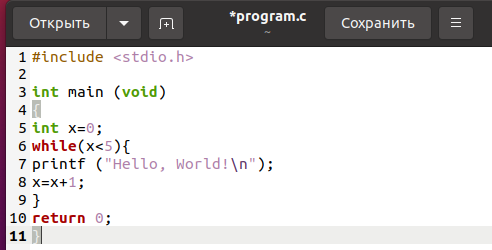 Открыть *program.c Сохранить
~
1 #include <stdio.h>
2
3 int main (void)
4 {
5 int x=0;
6 while(x<5){
7 printf ("Hello, World!\n");
8 x=x+1;
9 }
10 return 0;
11 }